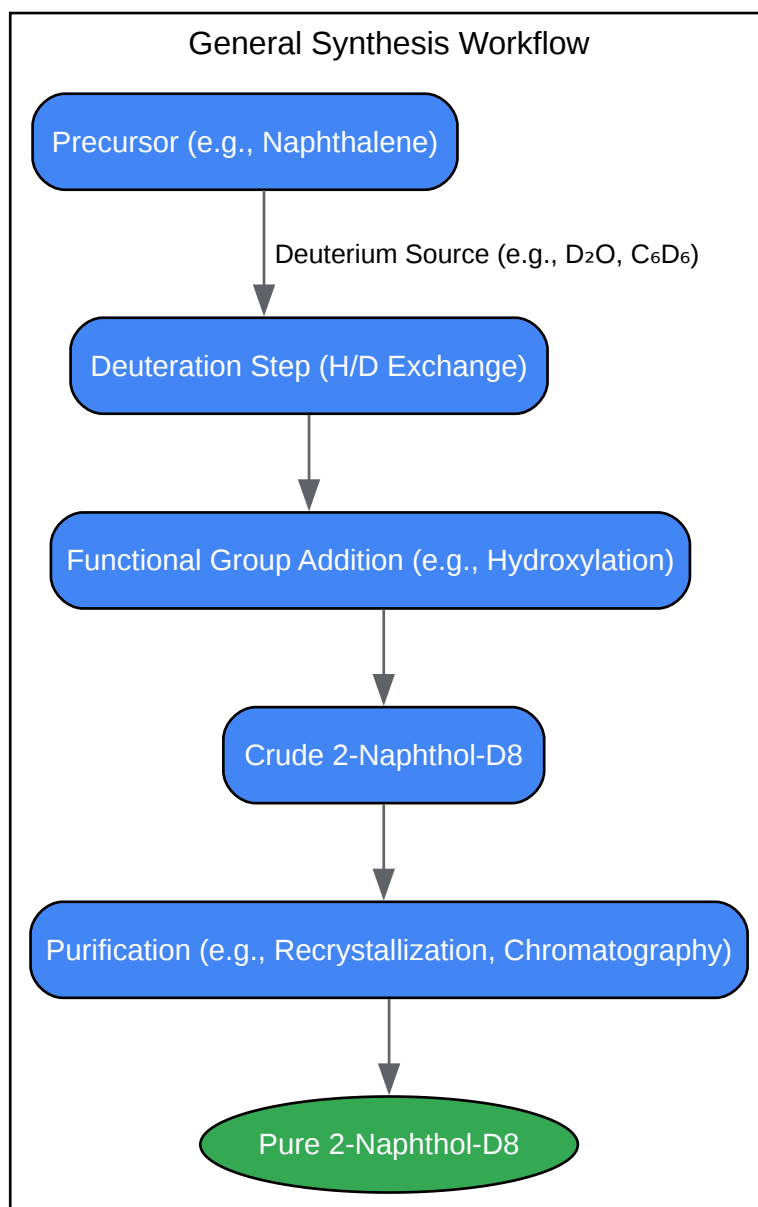 General Synthesis Workflow
Precursor (e.g., Naphthalene)
Deuterium Source (e.g., D₂O, C₆D₆)
Deuteration Step (H/D Exchange)
Functional Group Addition (e.g., Hydroxylation)
Crude 2-Naphthol-D8
Purification (e.g., Recrystallization, Chromatography)
Pure 2-Naphthol-D8